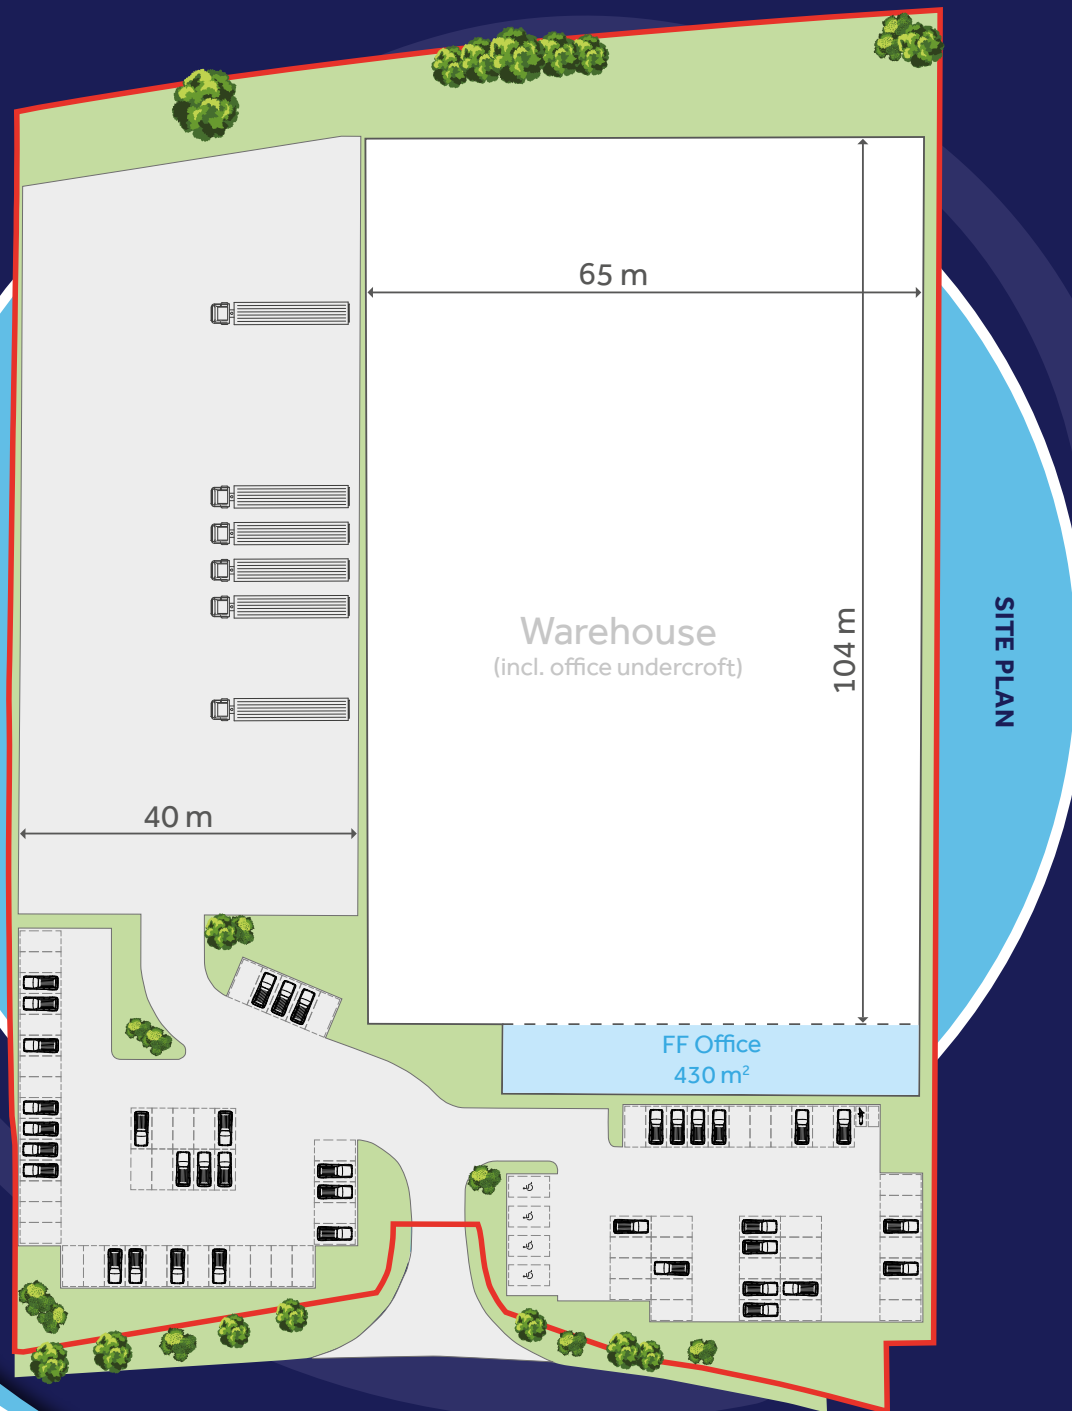 65 m
Warehouse
(incl. office undercroft)
104 m
SITE PLAN
40 m
FF Office
430 m²